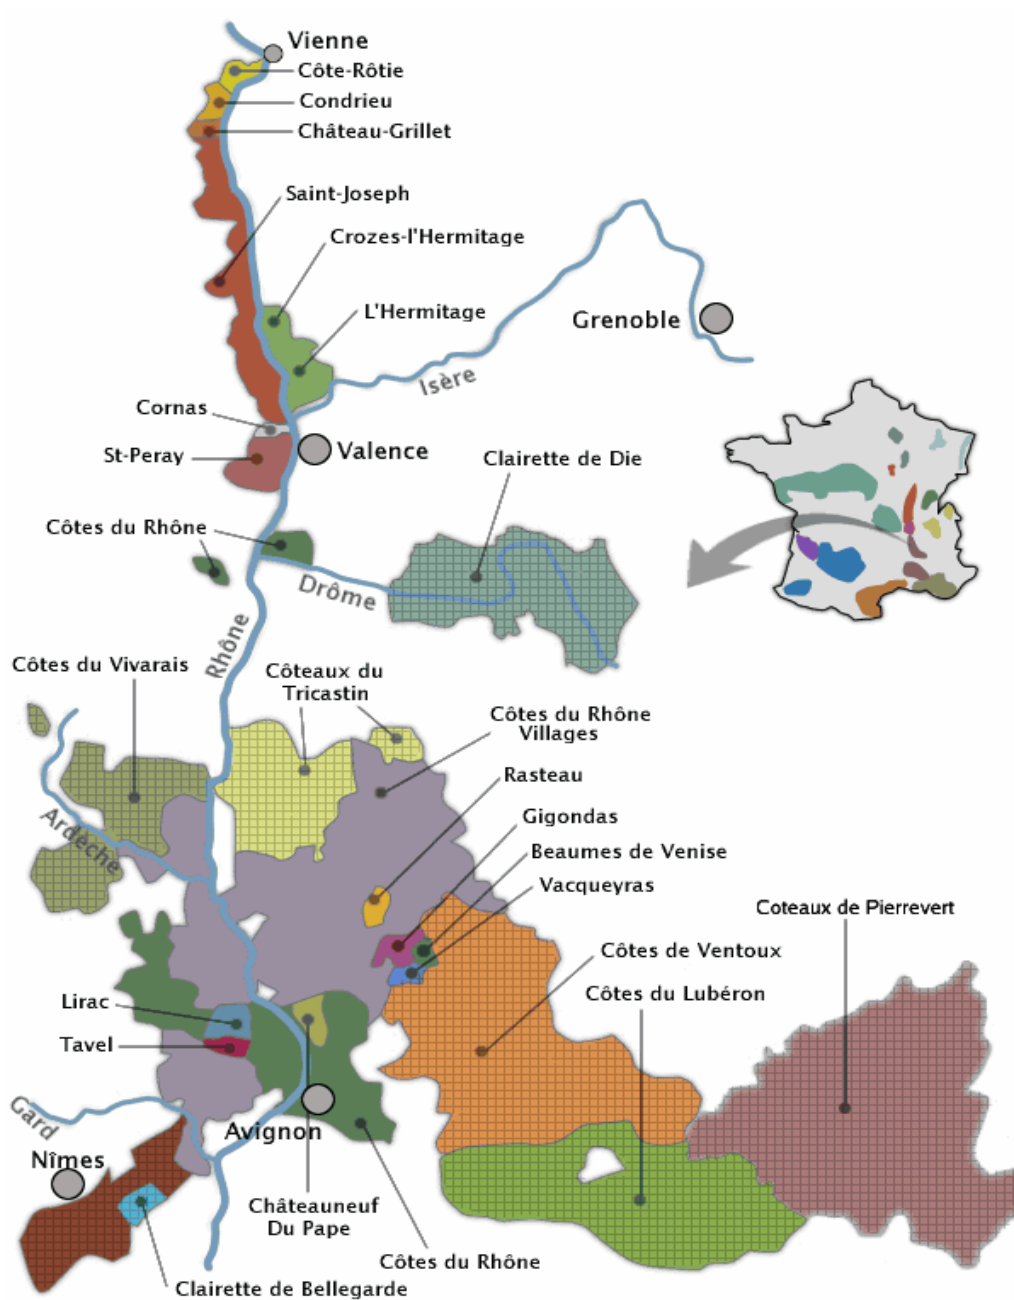 Vienne
Côte-Rôtie
Condrieu
Château-Grillet
Saint-Joseph
Crozes-l'Hermitage
L'Hermitage
Grenoble
Isère
Cornas
St-Peray
Valence
Clairette de Die
Côtes du Rhône
Drôme
Rhône
Côtes du Vivarais
Côteaux du
Tricastin
Côtes du Rhône
Villages
Rasteau
Gigondas
Ardèche
Beaumes de Venise
Vacqueyras
Coteaux de Pierrevert
Côtes de Ventoux
Côtes du Lubéron
Lirac
Tavel
Gard
Avignon
Nîmes
Châteauneuf
Du Pape
Côtes du Rhône
Clairette de Bellegarde